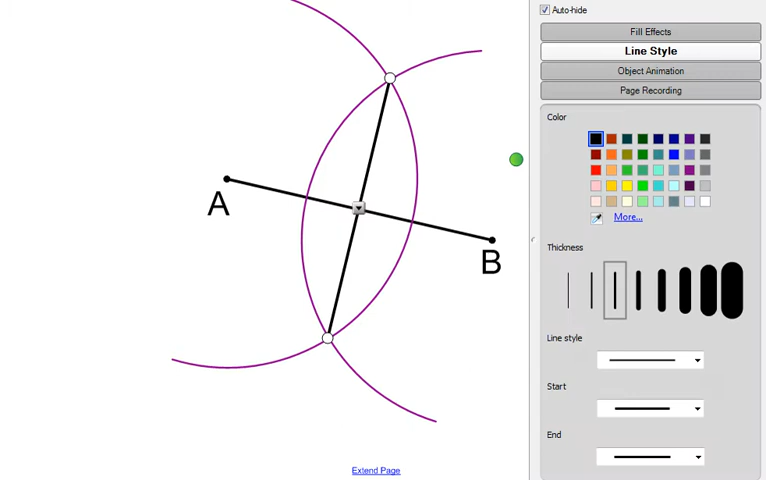 Auto-hide
Fill Effects
Line Style
Object Animation
Page Recording
Color
More...
Thickness
Line style
Start
End
A
B
Extend Page